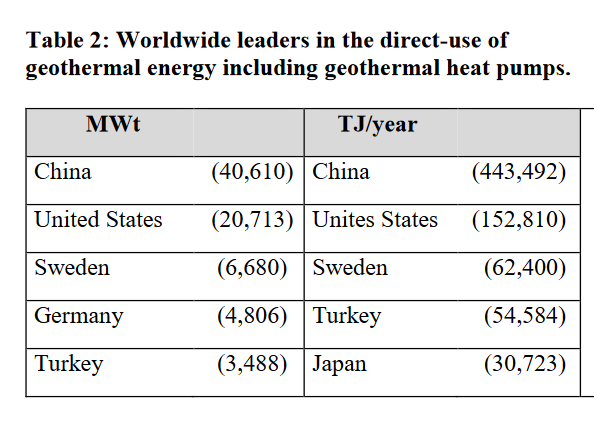 Table 2: Worldwide leaders in the direct-use of
geothermal energy including geothermal heat pumps.
MWt TJ/year
China (40,610) China (443,492)
United States (20,713) Unites States (152,810)
Sweden (6,680) Sweden (62,400)
Germany (4,806) Turkey (54,584)
Turkey (3,488) Japan (30,723)